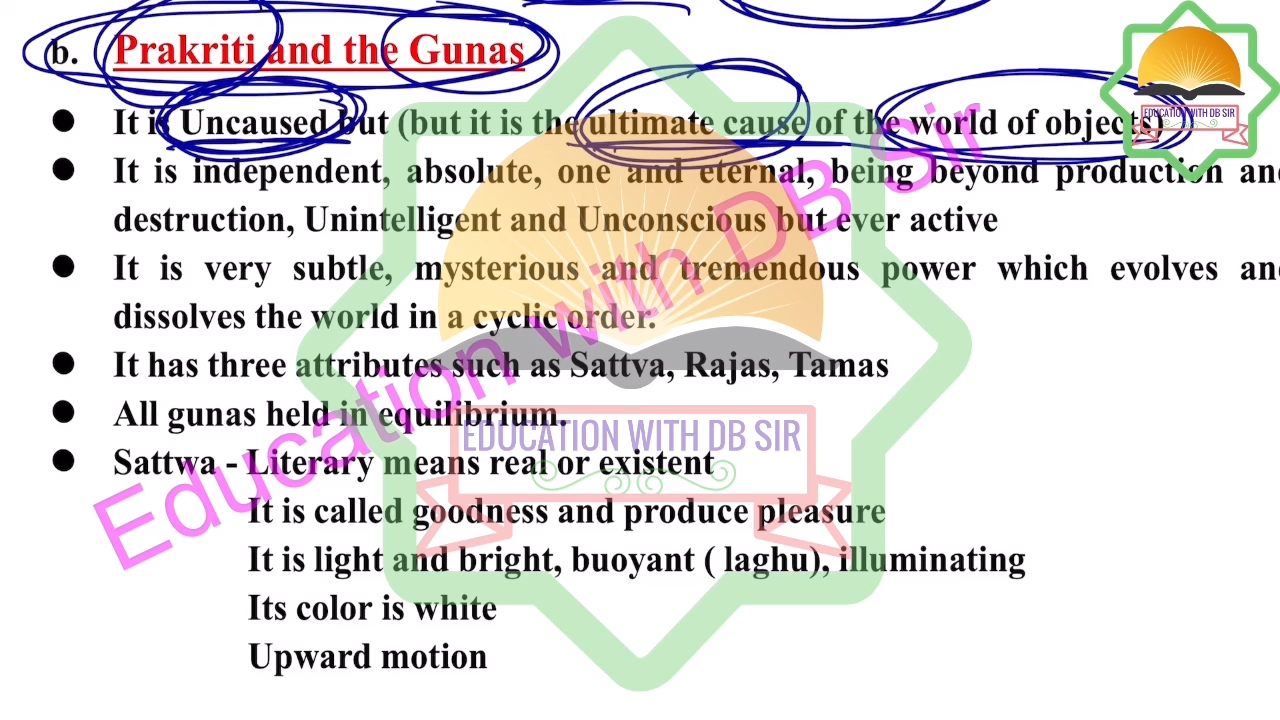 b. Prakriti and the Gunas
● It is Uncaused but (but it is the ultimate cause of the world of objects)
● It is independent, absolute, one and eternal, being beyond production and
destruction, Unintelligent and Unconscious but ever active
● It is very subtle, mysterious and tremendous power which evolves and
dissolves the world in a cyclic order.
● It has three attributes such as Sattva, Rajas, Tamas
● All gunas held in equilibrium.
● Sattwa - Literary means real or existent
It is called goodness and produce pleasure
It is light and bright, buoyant ( laghu), illuminating
Its color is white
Upward motion
EDUCATION WITH DB SIR
EDUCATION WITH DB SIR
Education with DB Sir